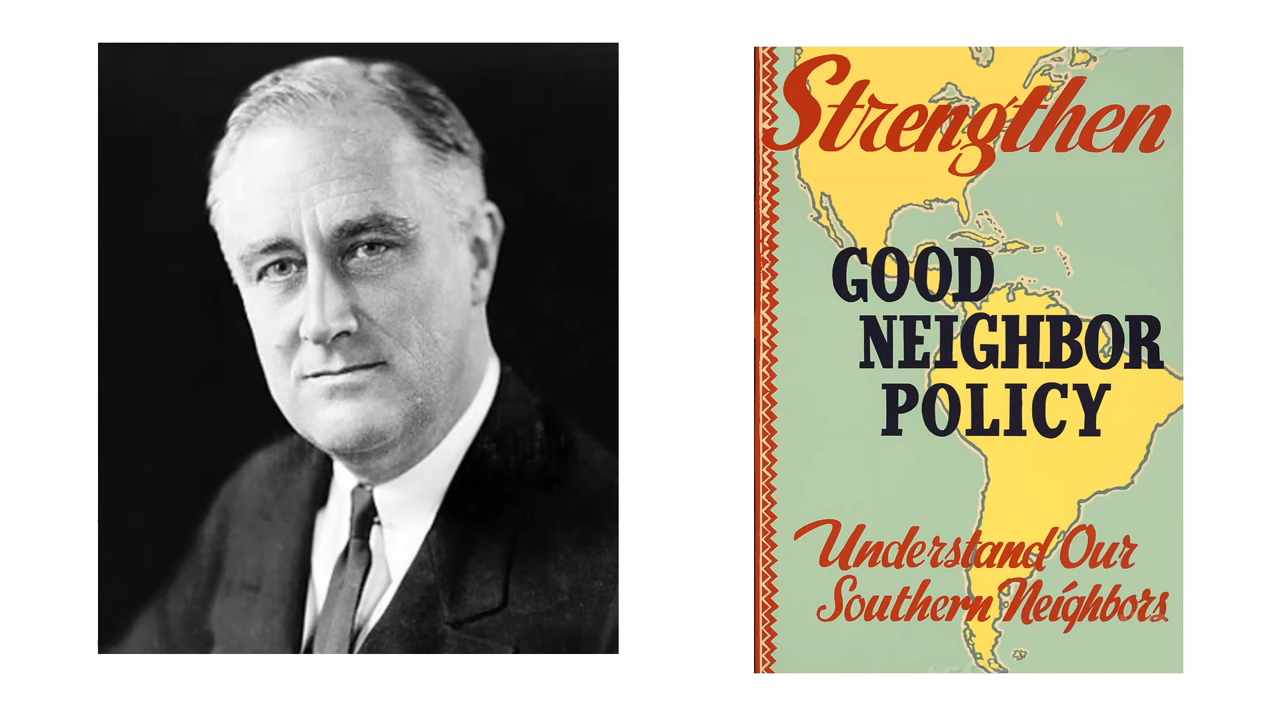 Strengthen
GOOD
NEIGHBOR
POLICY
Understand Our
Southern Neighbors